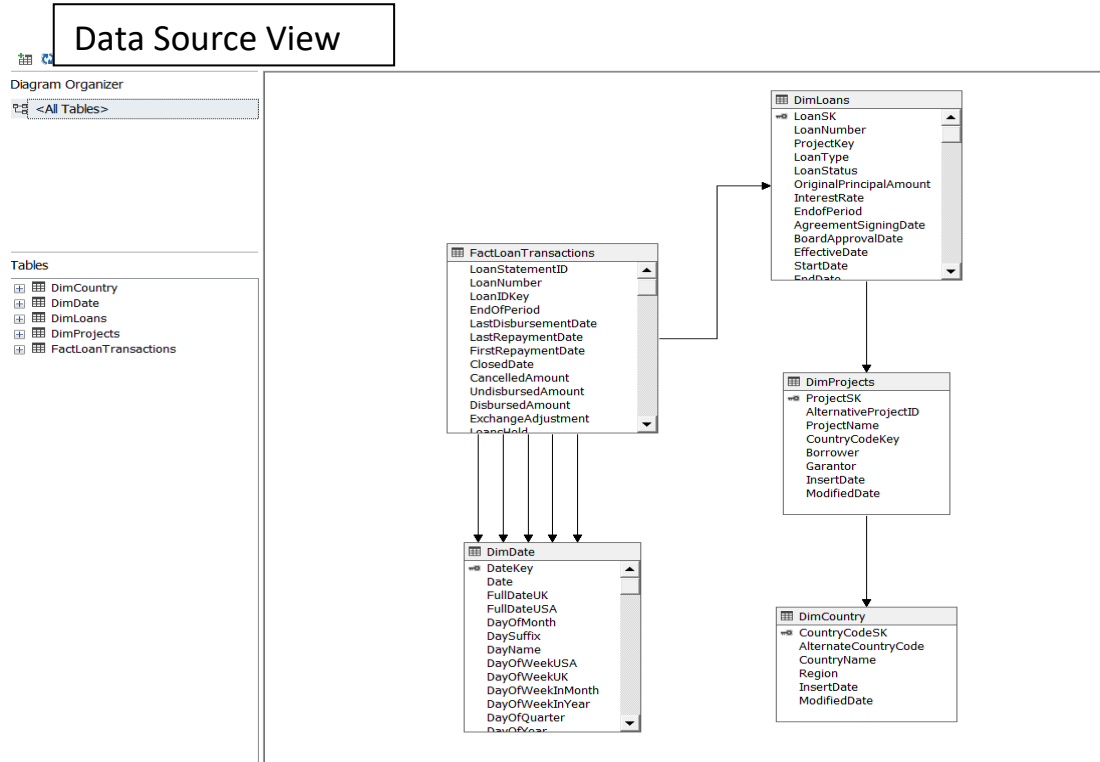 Data Source View
Diagram Organizer
<All Tables>
Tables
DimCountry
DimDate
DimLoans
DimProjects
FactLoanTransactions
DimLoans
LoanSK
LoanNumber
ProjectKey
LoanType
LoanStatus
OriginalPrincipalAmount
InterestRate
EndofPeriod
AgreementSigningDate
BoardApprovalDate
EffectiveDate
StartDate
EndDate
FactLoanTransactions
LoanStatementID
LoanNumber
LoanIDKey
EndOfPeriod
LastDisbursementDate
LastRepaymentDate
FirstRepaymentDate
ClosedDate
CancelledAmount
UndisbursedAmount
DisbursedAmount
ExchangeAdjustment
LoansHeld
DimProjects
ProjectSK
AlternativeProjectID
ProjectName
CountryCodeKey
Borrower
Garantor
InsertDate
ModifiedDate
DimDate
DateKey
Date
FullDateUK
FullDateUSA
DayOfMonth
DaySuffix
DayName
DayOfWeekUSA
DayOfWeekUK
DayOfWeekInMonth
DayOfWeekInYear
DayOfQuarter
DayOfYear
DimCountry
CountryCodeSK
AlternateCountryCode
CountryName
Region
InsertDate
ModifiedDate